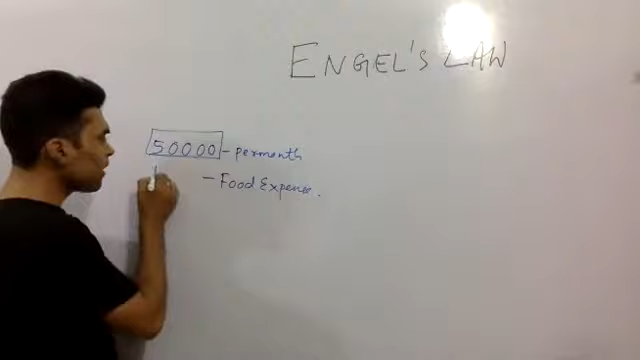 ENGEL'S LAW
50000 - per month
- Food Expense.